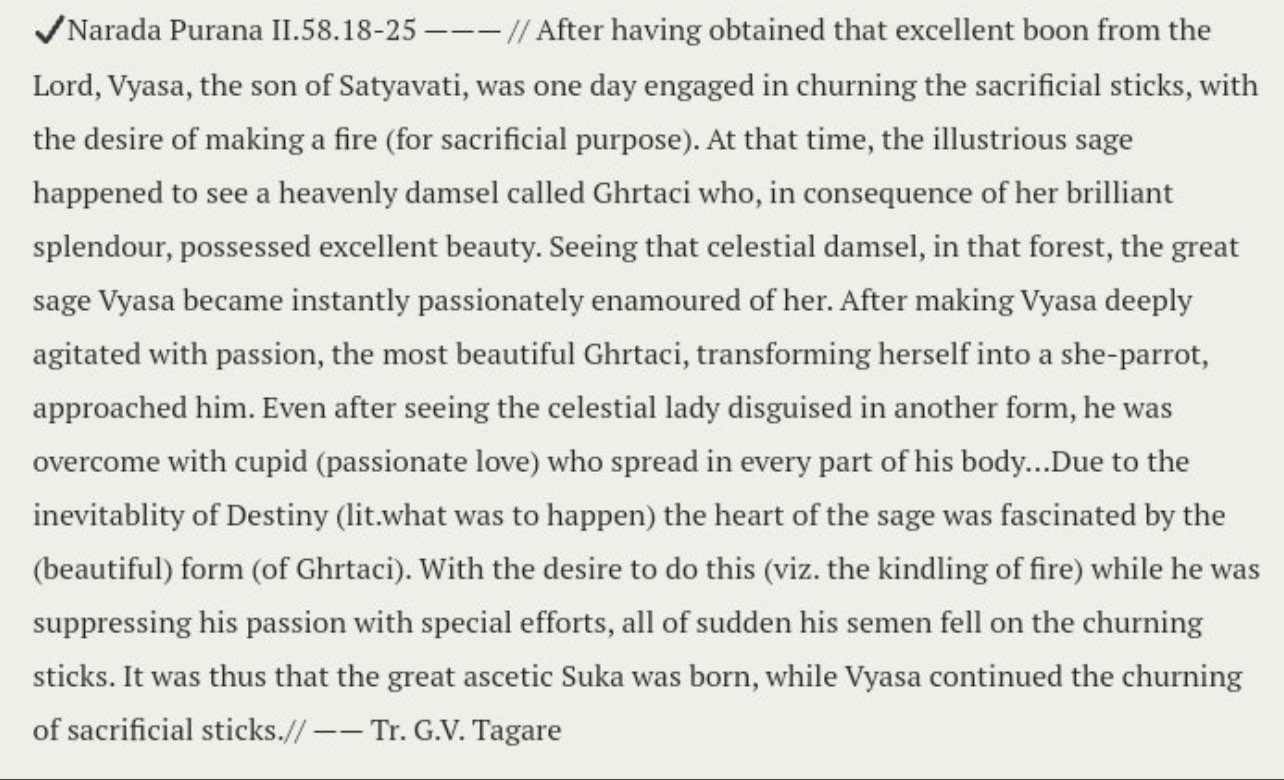 ✓Narada Purana II.58.18-25 ——— // After having obtained that excellent boon from the
Lord, Vyasa, the son of Satyavati, was one day engaged in churning the sacrificial sticks, with
the desire of making a fire (for sacrificial purpose). At that time, the illustrious sage
happened to see a heavenly damsel called Ghrtaci who, in consequence of her brilliant
splendour, possessed excellent beauty. Seeing that celestial damsel, in that forest, the great
sage Vyasa became instantly passionately enamoured of her. After making Vyasa deeply
agitated with passion, the most beautiful Ghrtaci, transforming herself into a she-parrot,
approached him. Even after seeing the celestial lady disguised in another form, he was
overcome with cupid (passionate love) who spread in every part of his body...Due to the
inevitablity of Destiny (lit.what was to happen) the heart of the sage was fascinated by the
(beautiful) form (of Ghrtaci). With the desire to do this (viz. the kindling of fire) while he was
suppressing his passion with special efforts, all of sudden his semen fell on the churning
sticks. It was thus that the great ascetic Suka was born, while Vyasa continued the churning
of sacrificial sticks.// —— Tr. G.V. Tagare